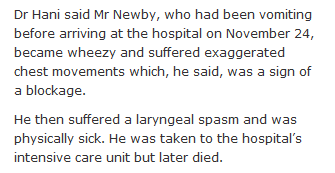 Dr Hani said Mr Newby, who had been vomiting
before arriving at the hospital on November 24,
became wheezy and suffered exaggerated
chest movements which, he said, was a sign of
a blockage.
He then suffered a laryngeal spasm and was
physically sick. He was taken to the hospital's
intensive care unit but later died.